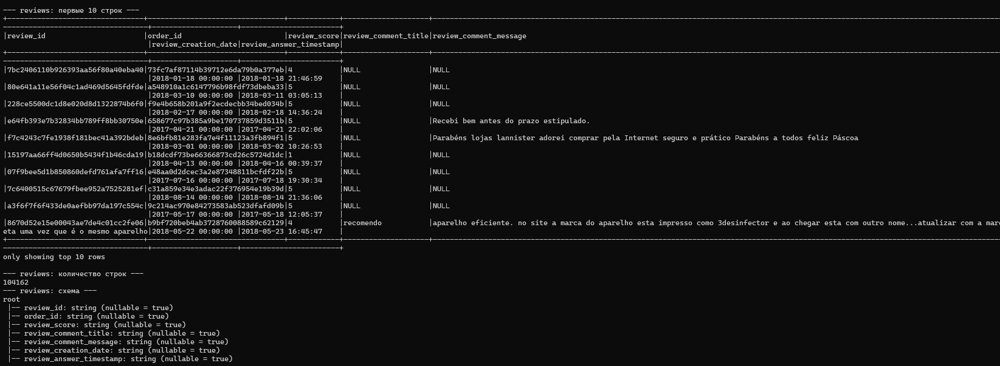 --- reviews: первые 10 строк ---
|review_id |order_id |review_score|review_comment_title|review_comment_message
|review_creation_date|review_answer_timestamp|
|7bc2406110b926393aa56f80a40eba40|73fc7af87114b39712e6da79b0a377eb|4 |NULL |NULL
|2018-01-18 00:00:00 |2018-01-18 21:46:59 |
|80e641a11e56f04c1ad469d5645fdfde|a548910a1c6147796b98fdf73dbeba33|5 |NULL |NULL
|2018-03-10 00:00:00 |2018-03-11 03:05:13 |
|228ce5500dc1d8e020d8d1322874b6f0|f9e4b658b201a9f2ecdecbb34bed034b|5 |NULL |NULL
|2018-02-17 00:00:00 |2018-02-18 14:36:24 |
|e64fb393e7b32834bb789ff8bb30750e|658677c97b385a9be170737859d3511b|5 |NULL |Recebi bem antes do prazo estipulado.
|2017-04-21 00:00:00 |2017-04-21 22:02:06 |
|f7c4243c7fe1938f181bec41a392bdeb|8e6bfb81e283fa7e4f11123a3fb894f1|5 |NULL |Parabéns lojas lannister adorei comprar pela Internet seguro e prático Parabéns a todos feliz Páscoa
|2018-03-01 00:00:00 |2018-03-02 10:26:53 |
|15197aa66ff4d0650b5434f1b46cda19|b18dcdf73be66366873cd26c5724d1dc|1 |NULL |NULL
|2018-04-13 00:00:00 |2018-04-16 00:39:37 |
|07f9bee5d1b850860defd761afa7ff16|e48aa0d2dcec3a2e87348811bcfdf22b|5 |NULL |NULL
|2017-07-16 00:00:00 |2017-07-18 19:30:34 |
|7c6400515c67679fbee952a7525281ef|c31a859e34e3adac22f376954e19b39d|5 |NULL |NULL
|2018-08-14 00:00:00 |2018-08-14 21:36:06 |
|a3f6f7f6f433de0aefbb97da197c554c|9c214ac970e84273583ab523dfafd09b|5 |NULL |NULL
|2017-05-17 00:00:00 |2017-05-18 12:05:37 |
|8670d52e15e00043ae7de4c01cc2fe06|b9bf720beb4ab3728760088589c62129|4 |recomendo |aparelho eficiente. no site a marca do aparelho esta impresso como 3desinfector e ao chegar esta com outro nome...atualizar com a marc
eta uma vez que é o mesmo aparelho|2018-05-22 00:00:00 |2018-05-23 16:45:47 |
only showing top 10 rows
--- reviews: количество строк ---
104162
--- reviews: схема ---
root
|-- review_id: string (nullable = true)
|-- order_id: string (nullable = true)
|-- review_score: string (nullable = true)
|-- review_comment_title: string (nullable = true)
|-- review_comment_message: string (nullable = true)
|-- review_creation_date: string (nullable = true)
|-- review_answer_timestamp: string (nullable = true)